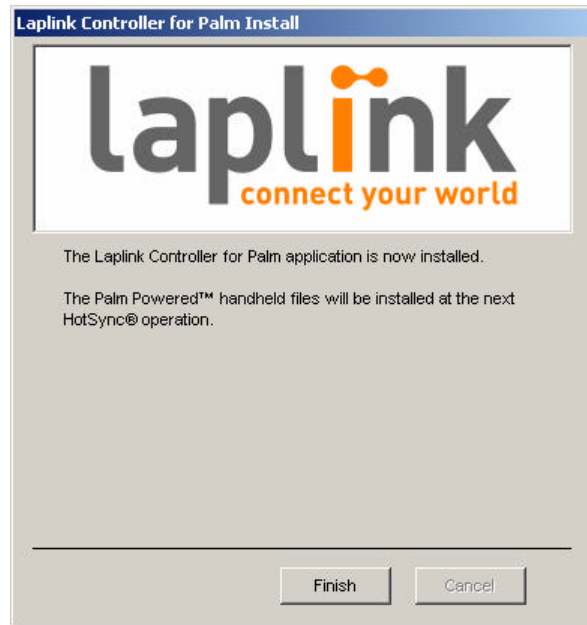 Laplink Controller for Palm Install
laplink
connect your world
The Laplink Controller for Palm application is now installed.
The Palm Powered™ handheld files will be installed at the next
HotSync® operation.
Finish Cancel